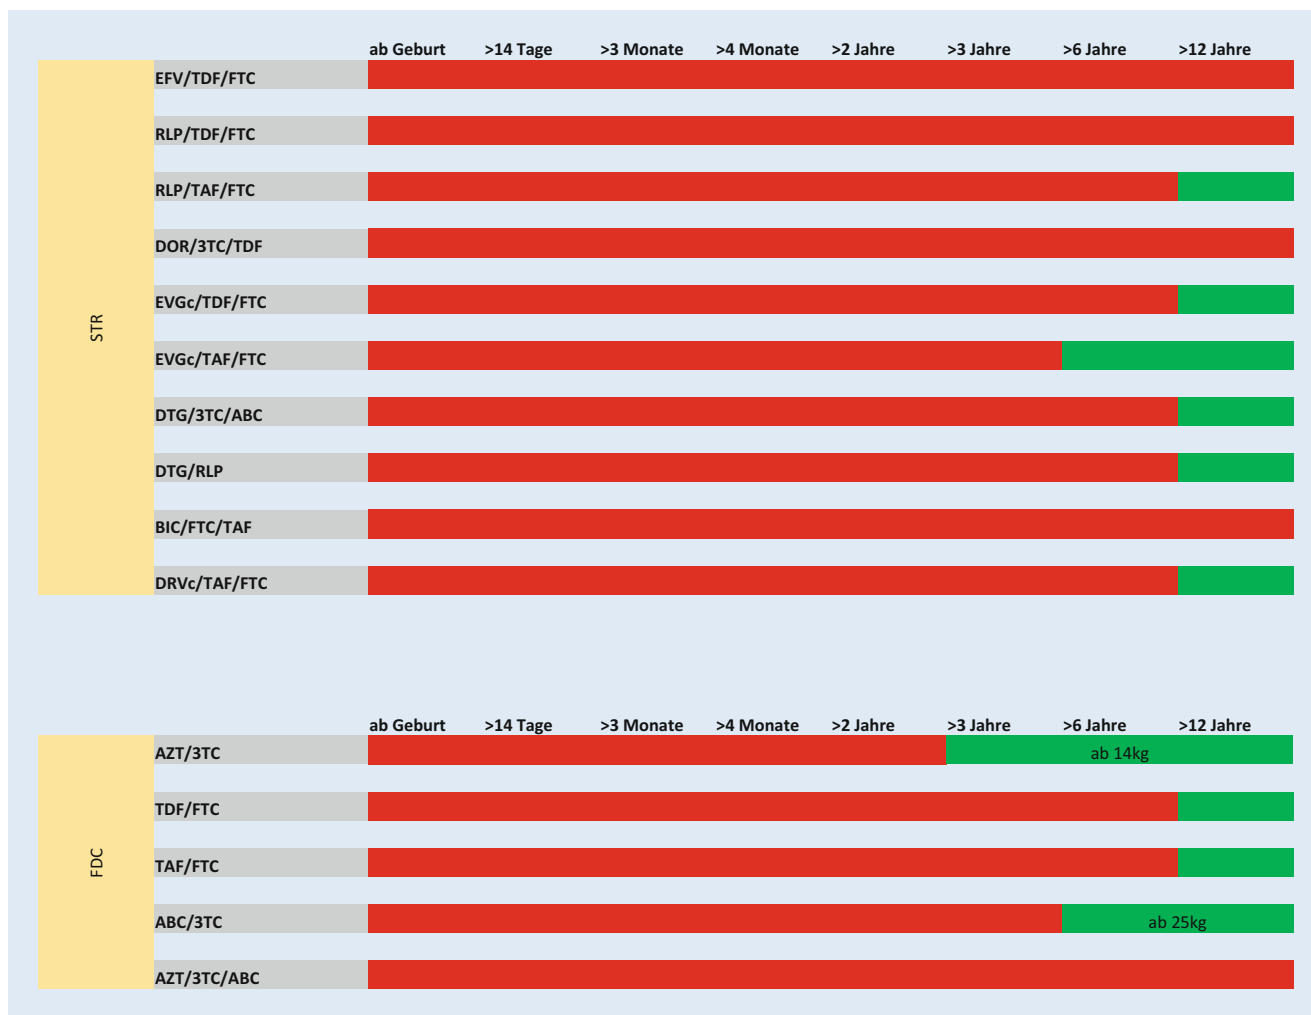 ab Geburt >14 Tage >3 Monate >4 Monate >2 Jahre >3 Jahre >6 Jahre >12 Jahre
STR
EFV/TDF/FTC
RLP/TDF/FTC
RLP/TAF/FTC
DOR/3TC/TDF
EVGc/TDF/FTC
EVGc/TAF/FTC
DTG/3TC/ABC
DTG/RLP
BIC/FTC/TAF
DRVc/TAF/FTC
ab Geburt >14 Tage >3 Monate >4 Monate >2 Jahre >3 Jahre >6 Jahre >12 Jahre
FDC
AZT/3TC ab 14kg
TDF/FTC
TAF/FTC
ABC/3TC ab 25kg
AZT/3TC/ABC